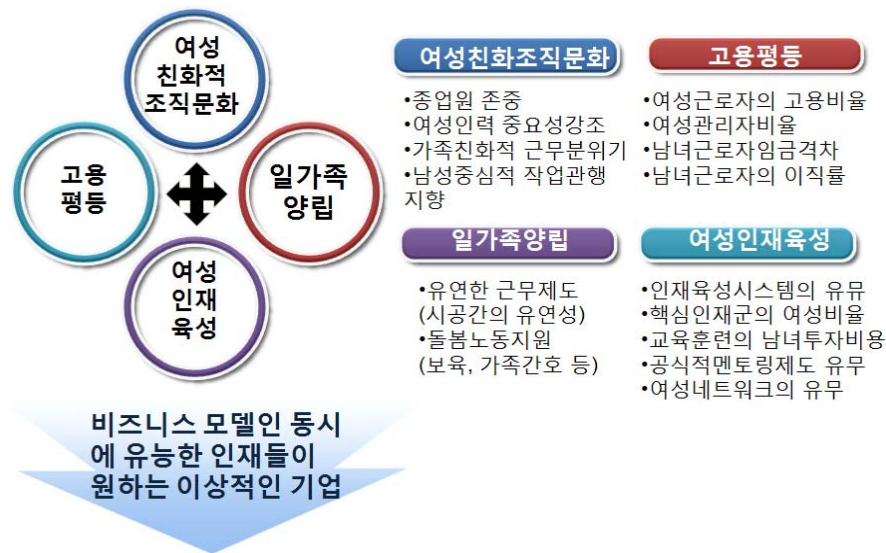 여성
친화적
조직문화
고용
평등
일가족
양립
여성
인재
육성
비즈니스 모델인 동시
에 유능한 인재들이
원하는 이상적인 기업
여성친화조직문화
•종업원 존중
•여성인력 중요성강조
•가족친화적 근무분위기
•남성중심적 작업관행
지향
고용평등
•여성근로자의 고용비율
•여성관리자비율
•남녀근로자임금격차
•남녀근로자의 이직률
일가족양립
•유연한 근무제도
(시공간의 유연성)
•돌봄노동지원
(보육, 가족간호 등)
여성인재육성
•인재육성시스템의 유뮤
•핵심인재군의 여성비율
•교육훈련의 남녀투자비용
•공식적멘토링제도 유무
•여성네트워크의 유무